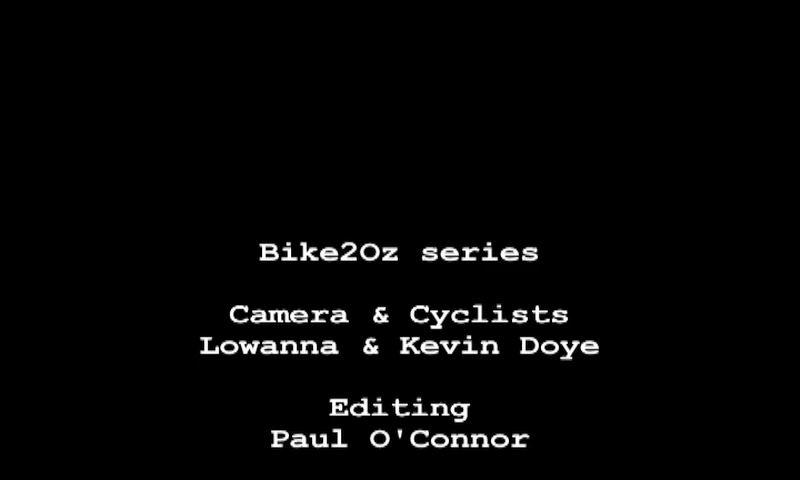 Bike2Oz series
Camera & Cyclists
Lowanna & Kevin Doye
Editing
Paul O'Connor